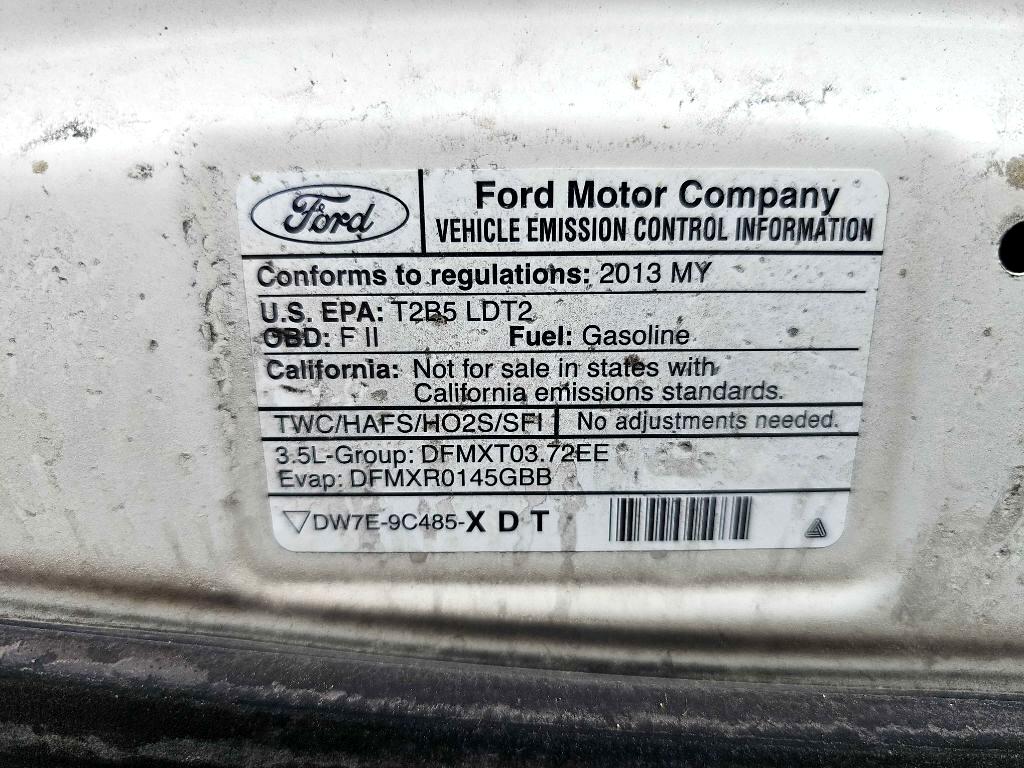 Ford
Ford Motor Company
VEHICLE EMISSION CONTROL INFORMATION
Conforms to regulations: 2013 MY
U.S. EPA: T2B5 LDT2
OBD: F II Fuel: Gasoline
California: Not for sale in states with
California emissions standards.
TWC/HAFS/HO2S/SFI No adjustments needed.
3.5L-Group: DFMXT03.72EE
Evap: DFMXR0145GBB
DW7E-9C485-X D T